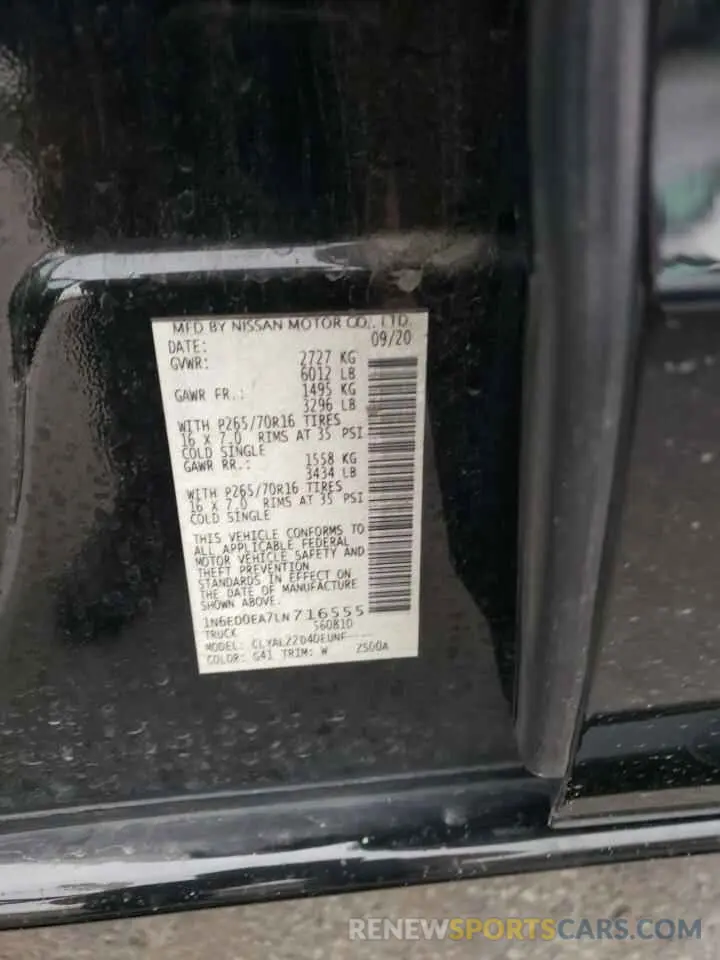 MFD BY NISSAN MOTOR CO., LTD.
DATE: 09/20
GVWR: 2727 KG
6012 LB
GAWR FR.: 1495 KG
3296 LB
WITH P265/70R16 TIRES
16 X 7.0 RIMS AT 35 PSI
COLD SINGLE
GAWR RR.: 1558 KG
3434 LB
WITH P265/70R16 TIRES
16 X 7.0 RIMS AT 35 PSI
COLD SINGLE
THIS VEHICLE CONFORMS TO
ALL APPLICABLE FEDERAL
MOTOR VEHICLE SAFETY AND
THEFT PREVENTION
STANDARDS IN EFFECT ON
THE DATE OF MANUFACTURE
SHOWN ABOVE.
1N6ED0EA7LN716555
TRUCK 560810
MODEL: CLYAL22D40EUNF-----
COLOR: G41 TRIM: W 2S00A
RENEWSPORTSCARS.COM